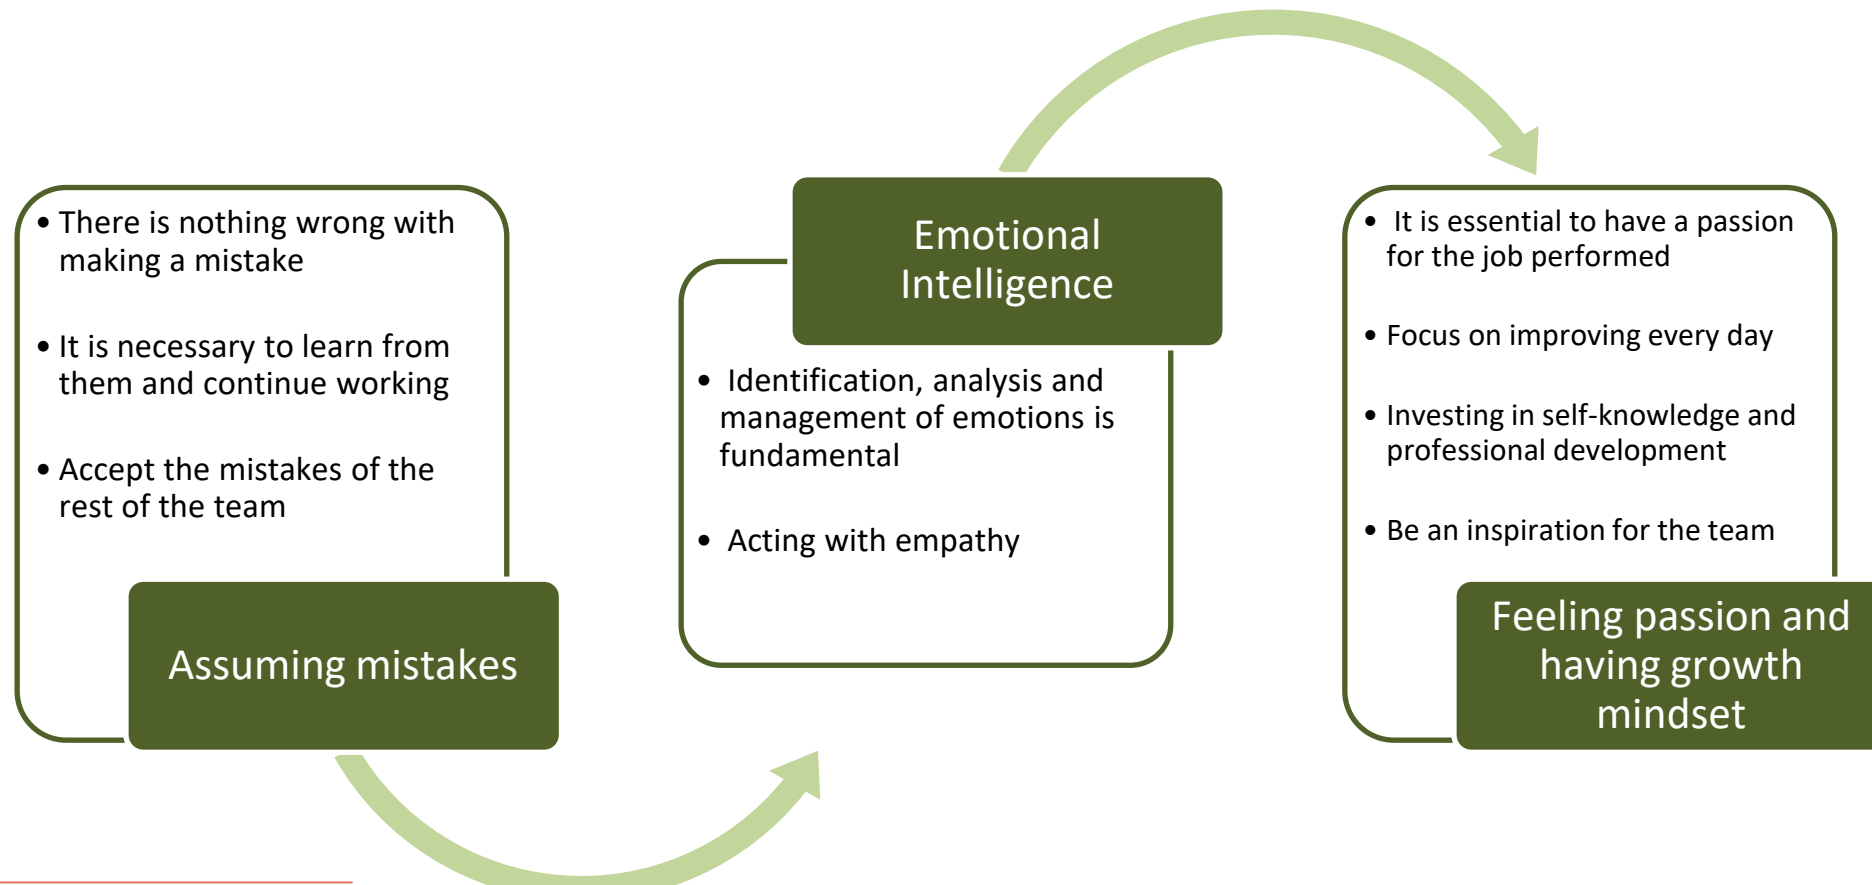 • There is nothing wrong with
making a mistake
• It is necessary to learn from
them and continue working
• Accept the mistakes of the
rest of the team
Assuming mistakes
Emotional
Intelligence
• Identification, analysis and
management of emotions is
fundamental
• Acting with empathy
• It is essential to have a passion
for the job performed
• Focus on improving every day
• Investing in self-knowledge and
professional development
• Be an inspiration for the team
Feeling passion and
having growth
mindset